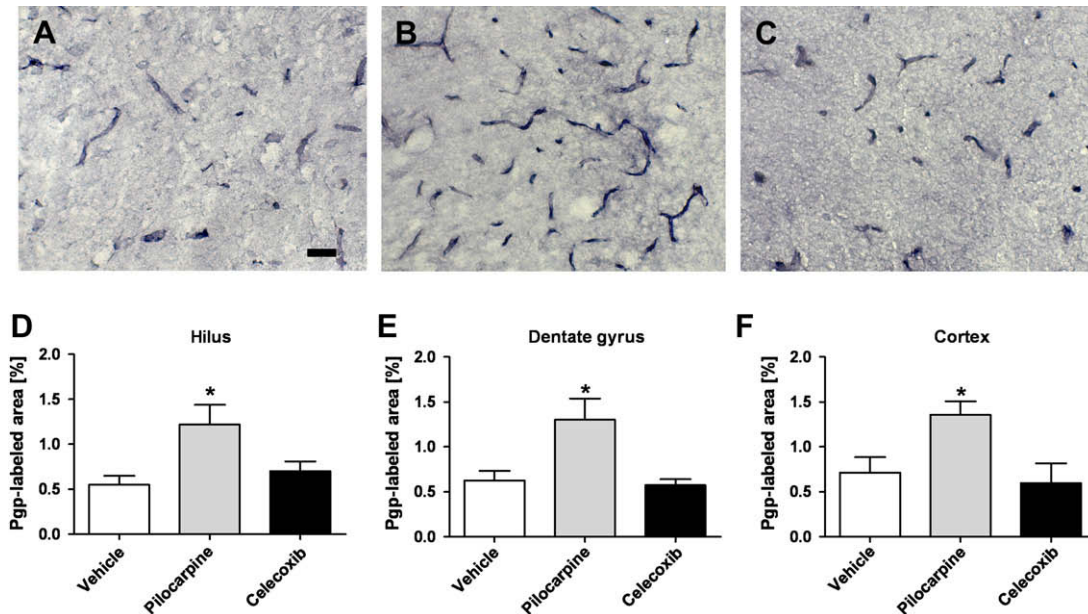 A
B
C
D
Hilus
Pgp-labeled area [%]
2.0
1.5
1.0
0.5
0.0
*
Vehicle
Pilocarpine
Celecoxib
E
Dentate gyrus
Pgp-labeled area [%]
2.0
1.5
1.0
0.5
0.0
*
Vehicle
Pilocarpine
Celecoxib
F
Cortex
Pgp-labeled area [%]
2.0
1.5
1.0
0.5
0.0
*
Vehicle
Pilocarpine
Celecoxib